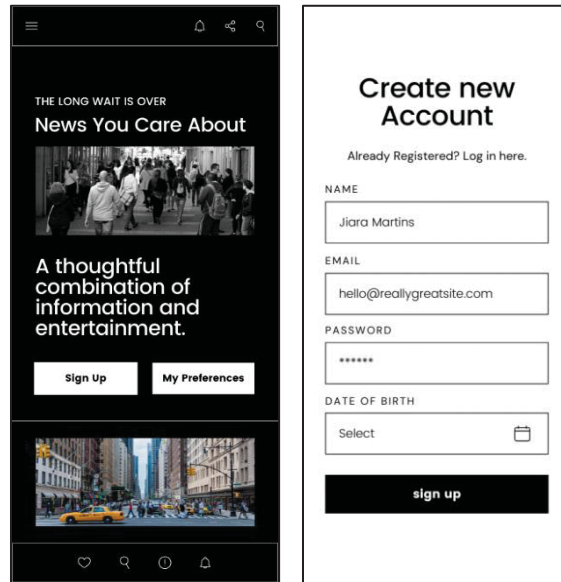 THE LONG WAIT IS OVER
News You Care About
A thoughtful
combination of
information and
entertainment.
Sign Up
My Preferences
Create new
Account
Already Registered? Log in here.
NAME
Jiara Martins
EMAIL
hello@reallygreatsite.com
PASSWORD
******
DATE OF BIRTH
Select
sign up